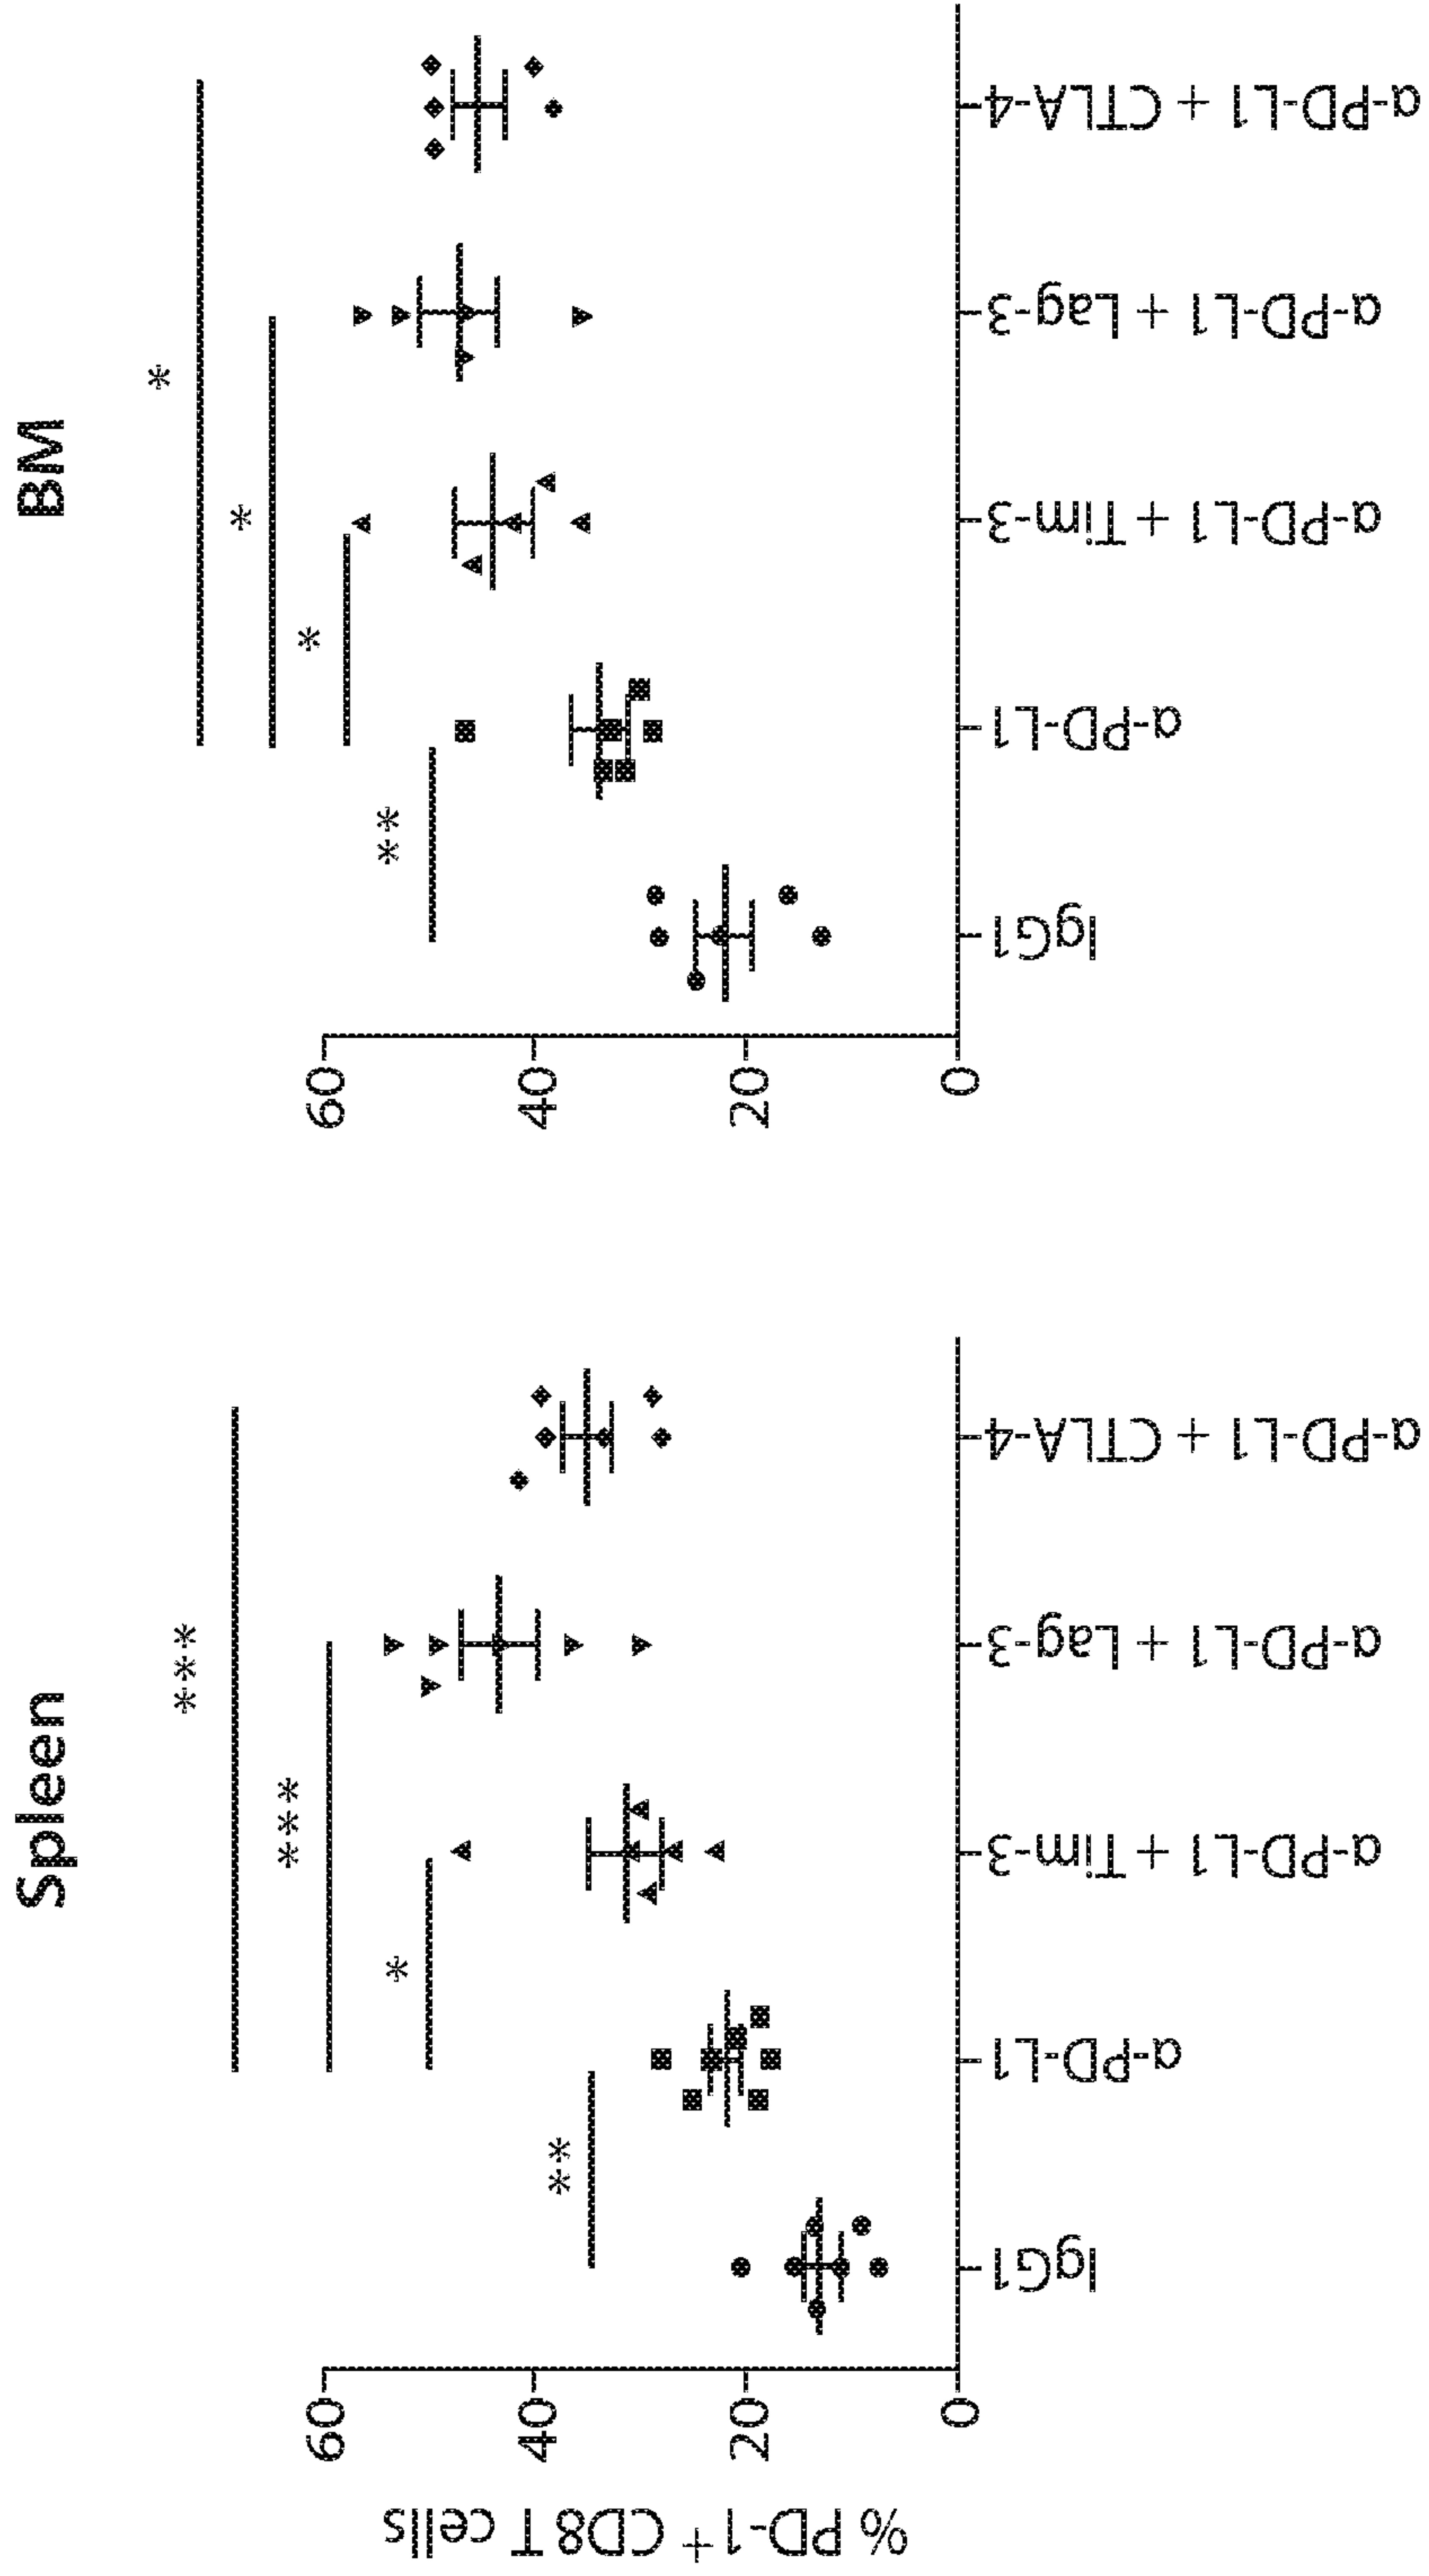 Spleen
% PD-1+ CD8 T cells
60
40
20
0
**
*
***
***
IgG1
α-PD-L1
α-PD-L1 + Tim-3
α-PD-L1 + Lag-3
α-PD-L1 + CTLA-4
BM
60
40
20
0
**
*
*
*
IgG1
α-PD-L1
α-PD-L1 + Tim-3
α-PD-L1 + Lag-3
α-PD-L1 + CTLA-4